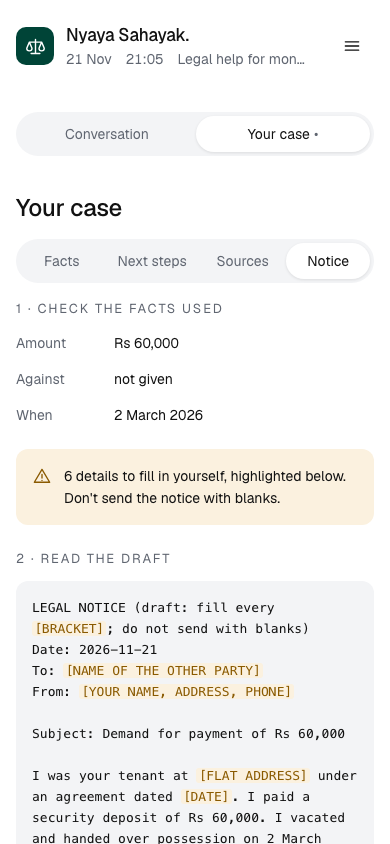 Nyaya Sahayak.
21 Nov 21:05 Legal help for mon…
Conversation
Your case •
Your case
Facts Next steps Sources Notice
1 · CHECK THE FACTS USED
Amount Rs 60,000
Against not given
When 2 March 2026
6 details to fill in yourself, highlighted below.
Don't send the notice with blanks.
2 · READ THE DRAFT
LEGAL NOTICE (draft: fill every
[BRACKET]; do not send with blanks)
Date: 2026-11-21
To: [NAME OF THE OTHER PARTY]
From: [YOUR NAME, ADDRESS, PHONE]
Subject: Demand for payment of Rs 60,000
I was your tenant at [FLAT ADDRESS] under
an agreement dated [DATE]. I paid a
security deposit of Rs 60,000. I vacated
and handed over possession on 2 March